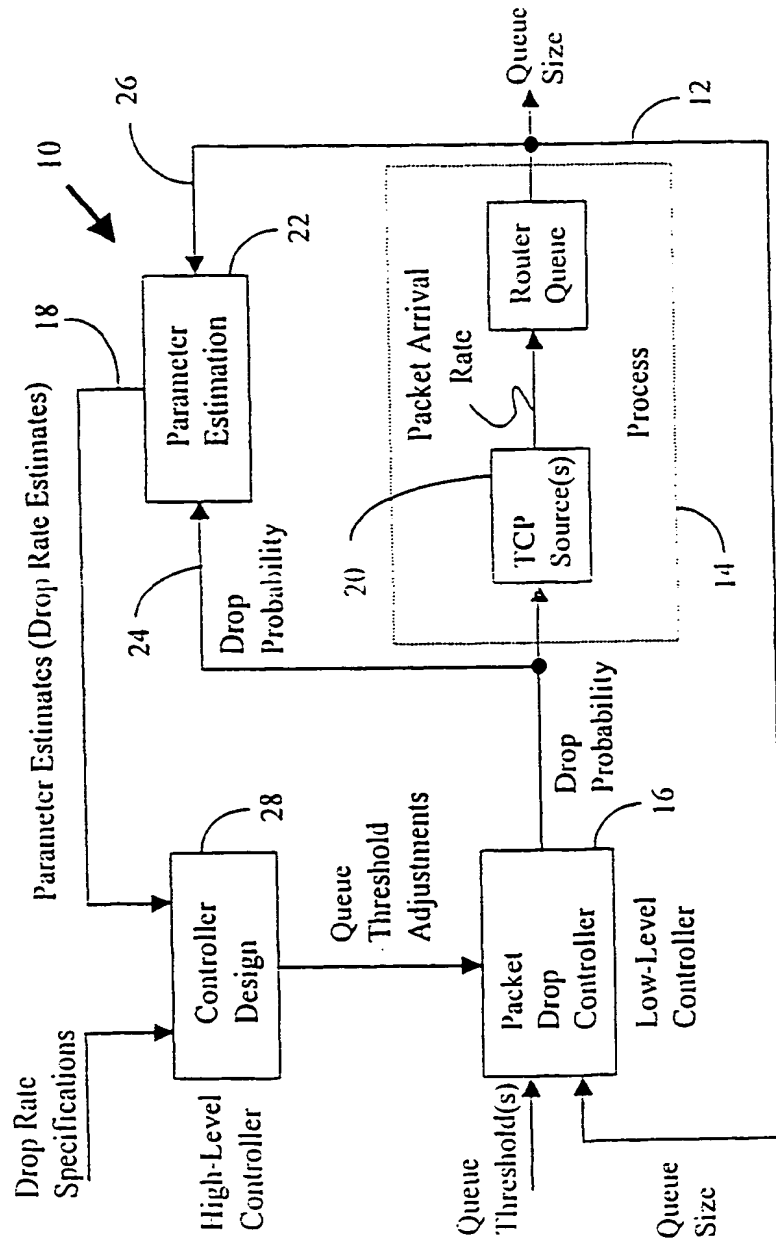 Parameter Estimates (Drop Rate Estimates)
18
10
26
Drop Rate
Specifications
High-Level
Controller
Controller
Design
28
Parameter
Estimation
22
24
Drop
Probability
Queue
Threshold
Adjustments
20
Packet Arrival
Rate
TCP
Source(s)
Router
Queue
Process
14
Queue
Size
12
Queue
Threshold(s)
Packet
Drop
Controller
16
Low-Level
Controller
Drop
Probability
Queue
Size